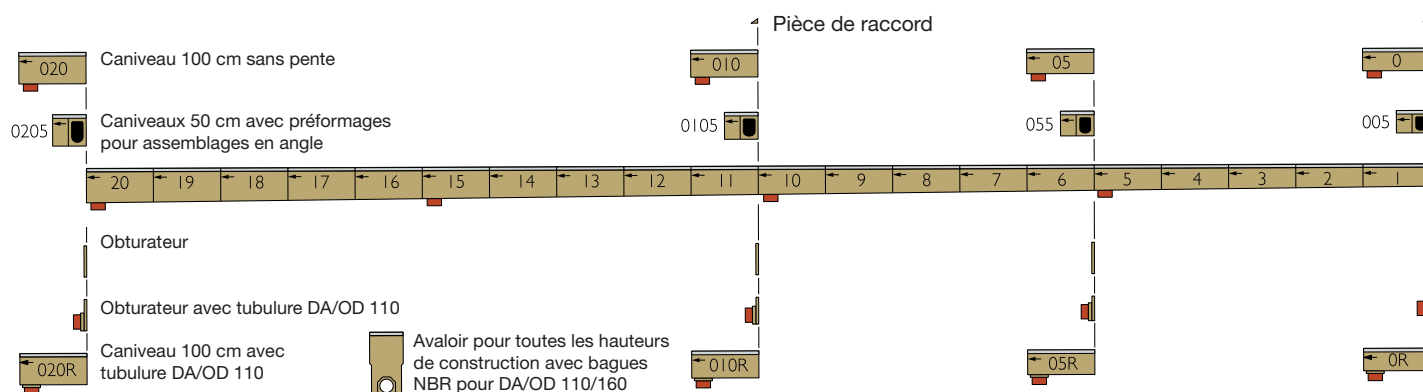 Pièce de raccord
020 Caniveau 100 cm sans pente 010 05 0
0205 Caniveaux 50 cm avec préformages 0105 055 005
pour assemblages en angle
20 19 18 17 16 15 14 13 12 11 10 9 8 7 6 5 4 3 2 1
Obturateur
Obturateur avec tubulure DA/OD 110
020R Caniveau 100 cm avec
tubulure DA/OD 110
Avaloir pour toutes les hauteurs
de construction avec bagues
NBR pour DA/OD 110/160
010R 05R 0R